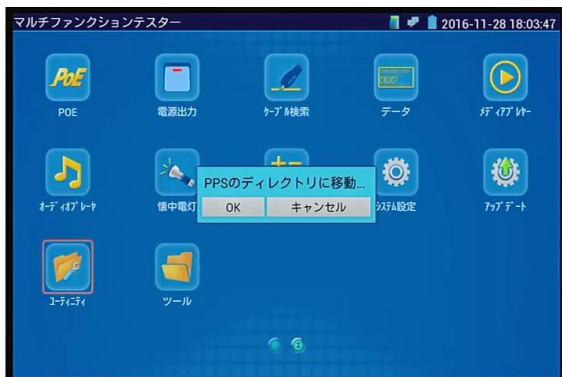 マルチファンクションテスター
2016-11-28 18:03:47
PoE
POE
電源出力
ケーブル検索
データ
メディアプレヤー
オーディオプレーヤ
懐中電灯
システム設定
アップデート
PPSのディレクトリに移動...
OK
キャンセル
ユーティニティ
ツール
2